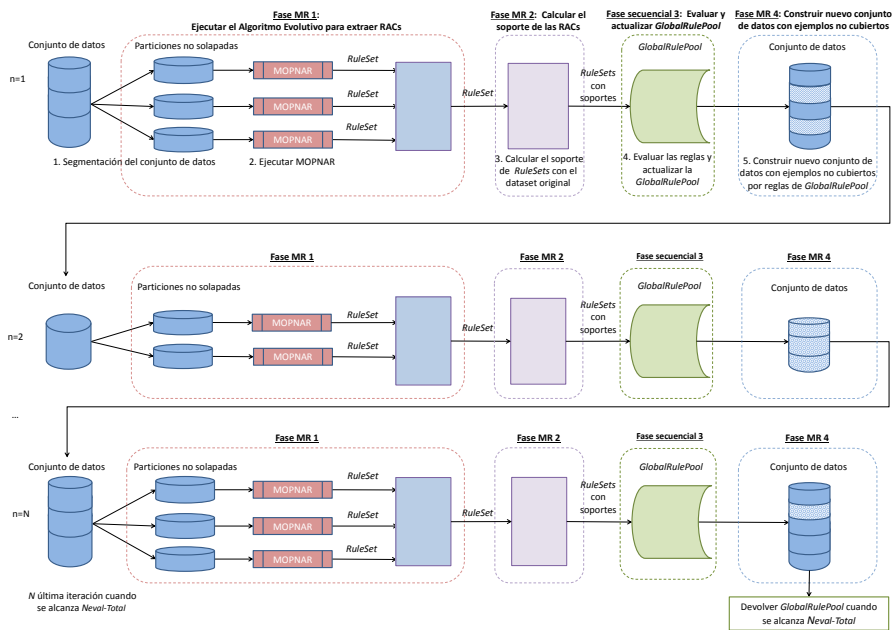 Fase MR 1:
Ejecutar el Algoritmo Evolutivo para extraer RACs
Fase MR 2: Calcular el
soporte de las RACs
Fase secuencial 3: Evaluar y
actualizar GlobalRulePool
Fase MR 4: Construir nuevo conjunto
de datos con ejemplos no cubiertos
Conjunto de datos
Particiones no solapadas
RuleSet
GlobalRulePool
Conjunto de datos
n=1
MOPNAR
RuleSet
MOPNAR
RuleSet
MOPNAR
RuleSet
RuleSets
con
soportes
1. Segmentación del conjunto de datos
2. Ejecutar MOPNAR
3. Calcular el soporte
de RuleSets con el
dataset original
4. Evaluar las reglas y
actualizar la
GlobalRulePool
5. Construir nuevo conjunto de
datos con ejemplos no cubiertos
por reglas de GlobalRulePool
Fase MR 1
Fase MR 2
Fase secuencial 3
Fase MR 4
Conjunto de datos
Particiones no solapadas
GlobalRulePool
Conjunto de datos
n=2
RuleSet
MOPNAR
RuleSet
MOPNAR
RuleSet
RuleSets
con
soportes
...
Fase MR 1
Fase MR 2
Fase secuencial 3
Fase MR 4
Conjunto de datos
Particiones no solapadas
GlobalRulePool
Conjunto de datos
n=N
RuleSet
MOPNAR
RuleSet
MOPNAR
RuleSet
MOPNAR
RuleSet
RuleSets
con
soportes
N última iteración cuando
se alcanza Neval-Total
Devolver GlobalRulePool cuando
se alcanza Neval-Total